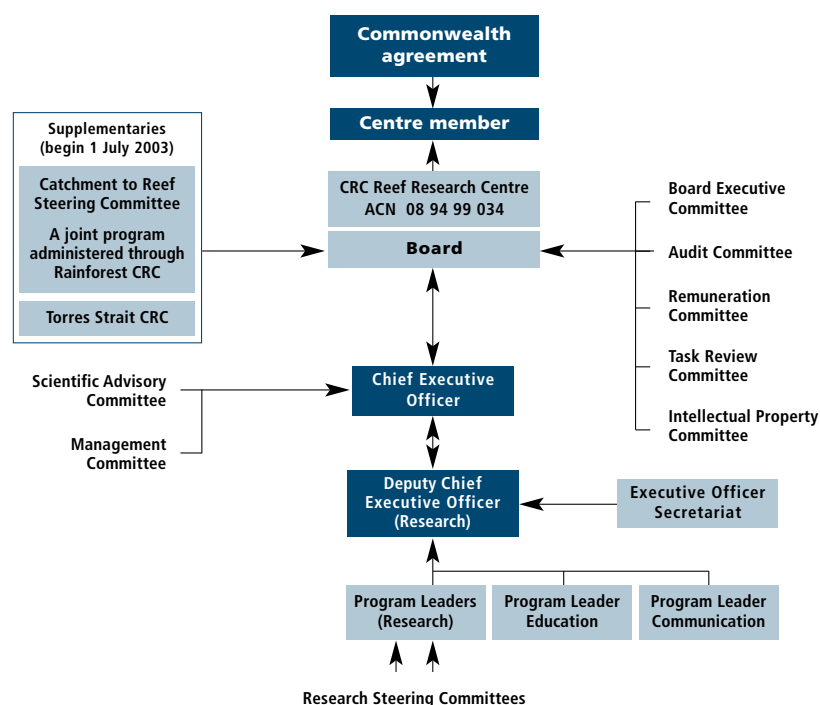 Commonwealth
agreement
Centre member
Supplementaries
(begin 1 July 2003)
Catchment to Reef
Steering Committee
A joint program
administered through
Rainforest CRC
Torres Strait CRC
CRC Reef Research Centre
ACN 08 94 99 034
Board
Board Executive
Committee
Audit Committee
Remuneration
Committee
Task Review
Committee
Intellectual Property
Committee
Scientific Advisory
Committee
Management
Committee
Chief Executive
Officer
Deputy Chief
Executive Officer
(Research)
Executive Officer
Secretariat
Program Leaders
(Research)
Program Leader
Education
Program Leader
Communication
Research Steering Committees